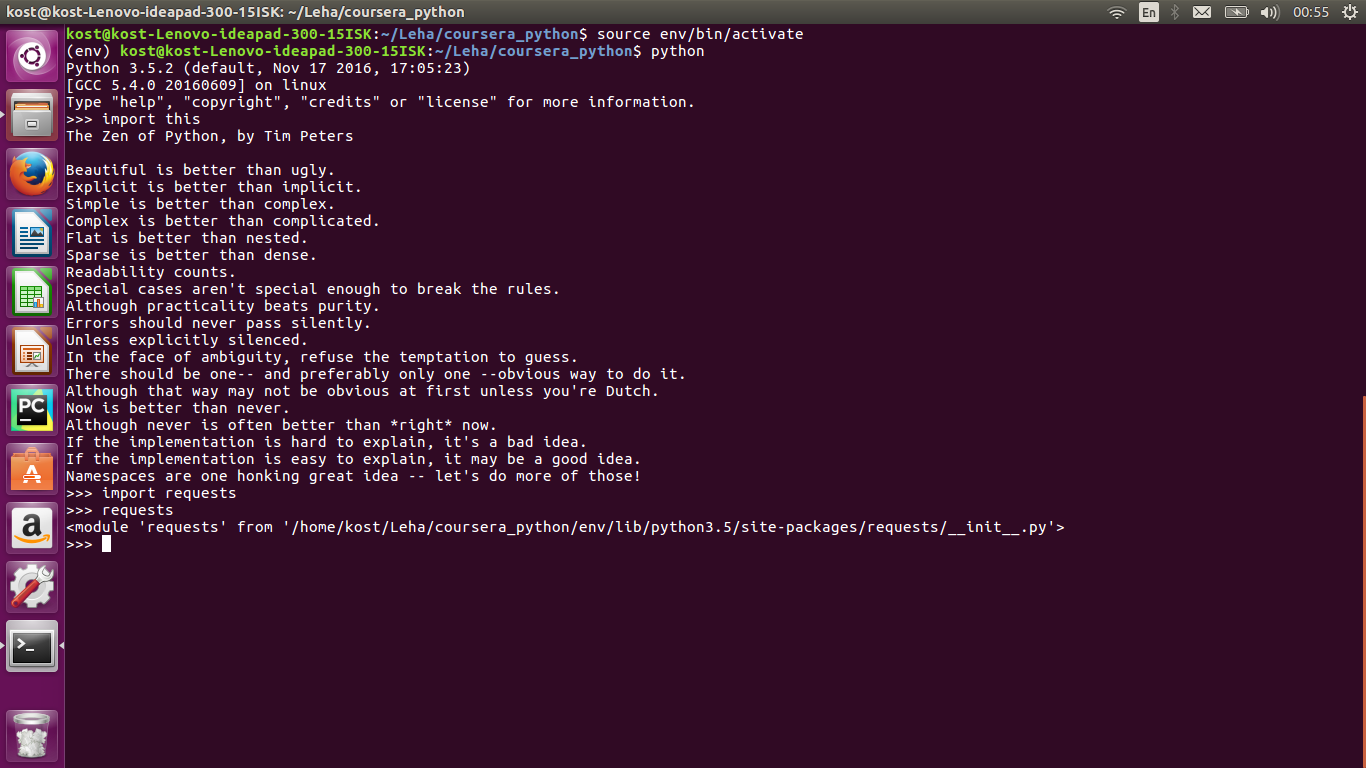 kost@kost-Lenovo-ideapad-300-15ISK: ~/Leha/coursera_python
En
00:55
kost@kost-Lenovo-ideapad-300-15ISK:~/Leha/coursera_python$ source env/bin/activate
(env) kost@kost-Lenovo-ideapad-300-15ISK:~/Leha/coursera_python$ python
Python 3.5.2 (default, Nov 17 2016, 17:05:23)
[GCC 5.4.0 20160609] on linux
Type "help", "copyright", "credits" or "license" for more information.
>>> import this
The Zen of Python, by Tim Peters
Beautiful is better than ugly.
Explicit is better than implicit.
Simple is better than complex.
Complex is better than complicated.
Flat is better than nested.
Sparse is better than dense.
Readability counts.
Special cases aren't special enough to break the rules.
Although practicality beats purity.
Errors should never pass silently.
Unless explicitly silenced.
In the face of ambiguity, refuse the temptation to guess.
There should be one-- and preferably only one --obvious way to do it.
Although that way may not be obvious at first unless you're Dutch.
Now is better than never.
Although never is often better than *right* now.
If the implementation is hard to explain, it's a bad idea.
If the implementation is easy to explain, it may be a good idea.
Namespaces are one honking great idea -- let's do more of those!
>>> import requests
>>> requests
<module 'requests' from '/home/kost/Leha/coursera_python/env/lib/python3.5/site-packages/requests/__init__.py'>
>>>
PC
A
a
>_